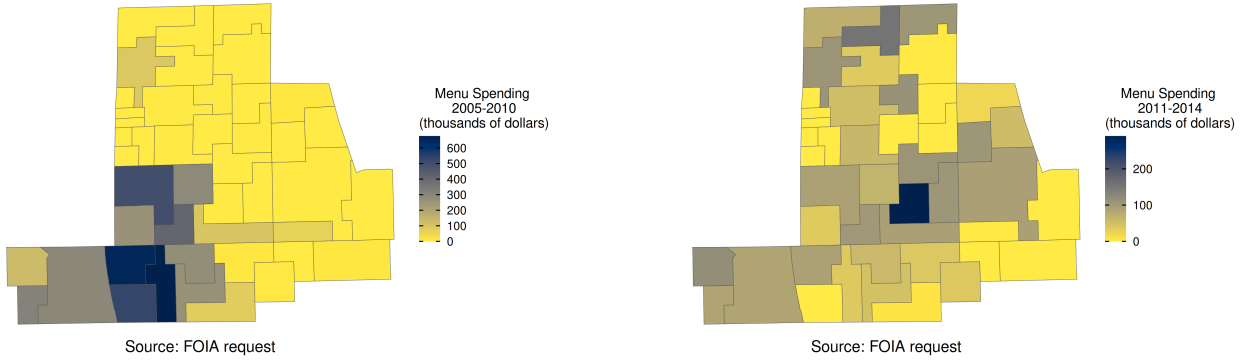 Menu Spending
2005-2010
(thousands of dollars)
600
500
400
300
200
100
0
Source: FOIA request
Menu Spending
2011-2014
(thousands of dollars)
200
100
0
Source: FOIA request